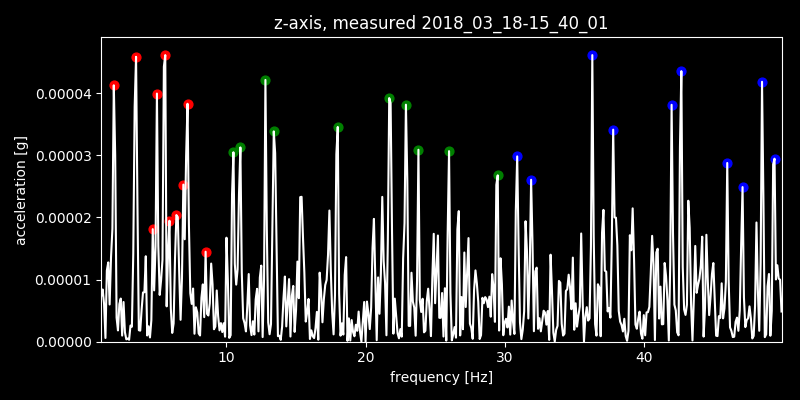 z-axis, measured 2018_03_18-15_40_01
acceleration [g]
0.00004
0.00003
0.00002
0.00001
0.00000
10 20 30 40
frequency [Hz]